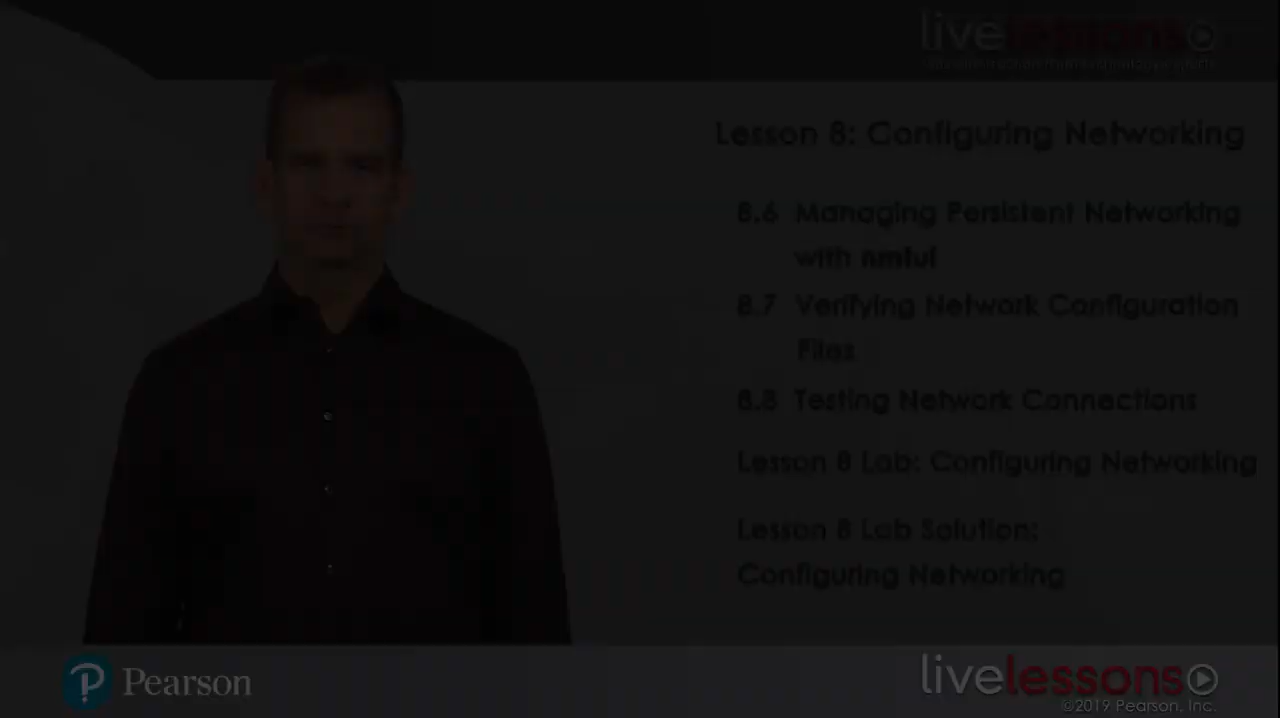 livelessons
Lesson 8: Configuring Networking
8.6 Managing Persistent Networking
with nmtui
8.7 Verifying Network Configuration
Files
8.8 Testing Network Connections
Lesson 8 Lab: Configuring Networking
Lesson 8 Lab Solution:
Configuring Networking
Pearson
livelessons
©2019 Pearson, Inc.